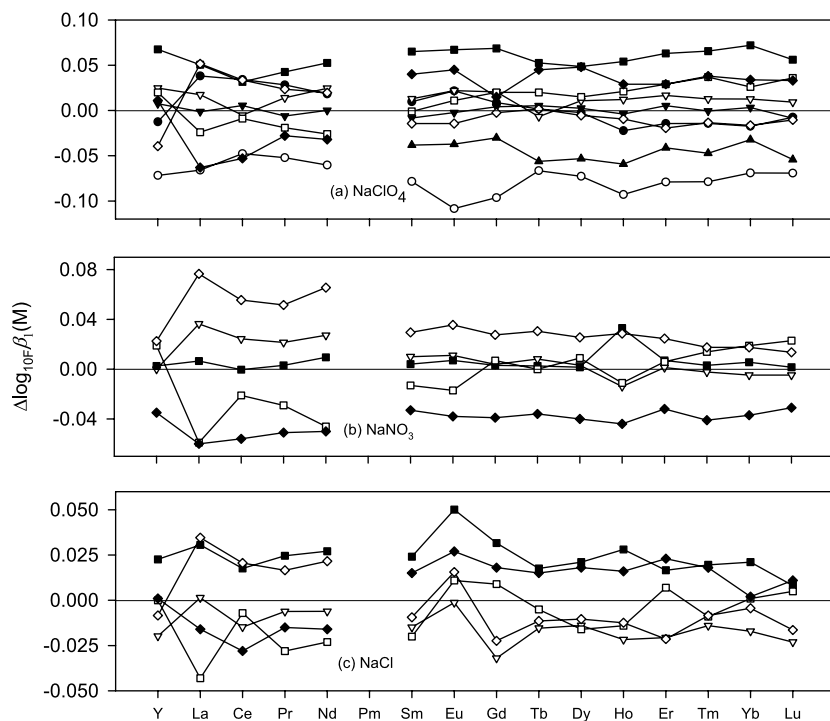 0.10
0.05
0.00
-0.05
-0.10
(a) NaClO₄
0.08
0.04
0.00
-0.04
(b) NaNO₃
Δlog₁₀Fβ₁(M)
0.050
0.025
0.000
-0.025
-0.050
(c) NaCl
Y La Ce Pr Nd Pm Sm Eu Gd Tb Dy Ho Er Tm Yb Lu